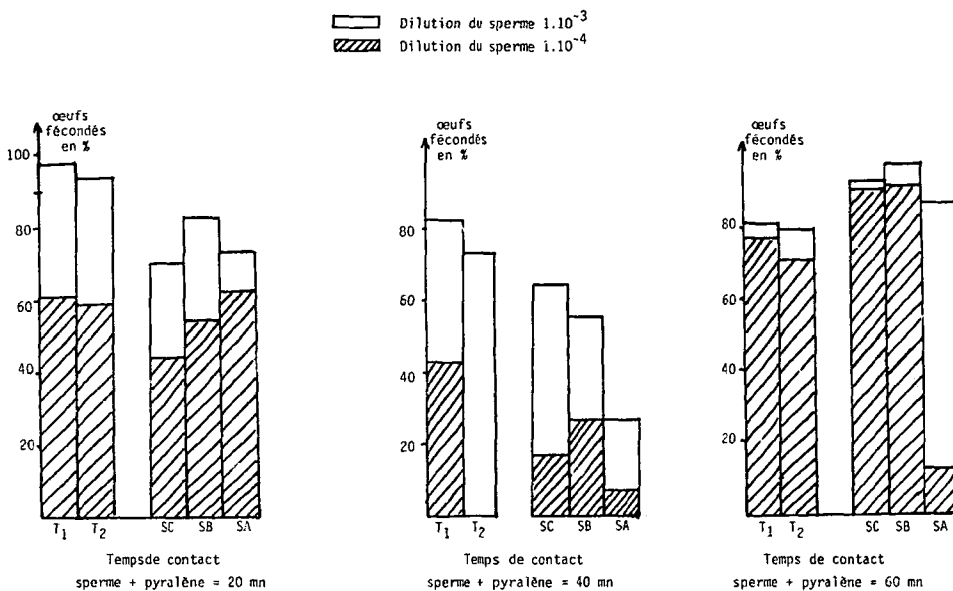 Dilution du sperme 1.10⁻³
Dilution du sperme 1.10⁻⁴
œufs
fécondés
en %
100
80
60
40
20
T₁ T₂ SC SB SA
Tempsde contact
sperme + pyralène = 20 mn
œufs
fécondés
en %
80
60
40
20
T₁ T₂ SC SB SA
Temps de contact
sperme + pyralène = 40 mn
œufs
fécondés
en %
80
60
40
20
T₁ T₂ SC SB SA
Temps de contact
sperme + pyralène = 60 mn